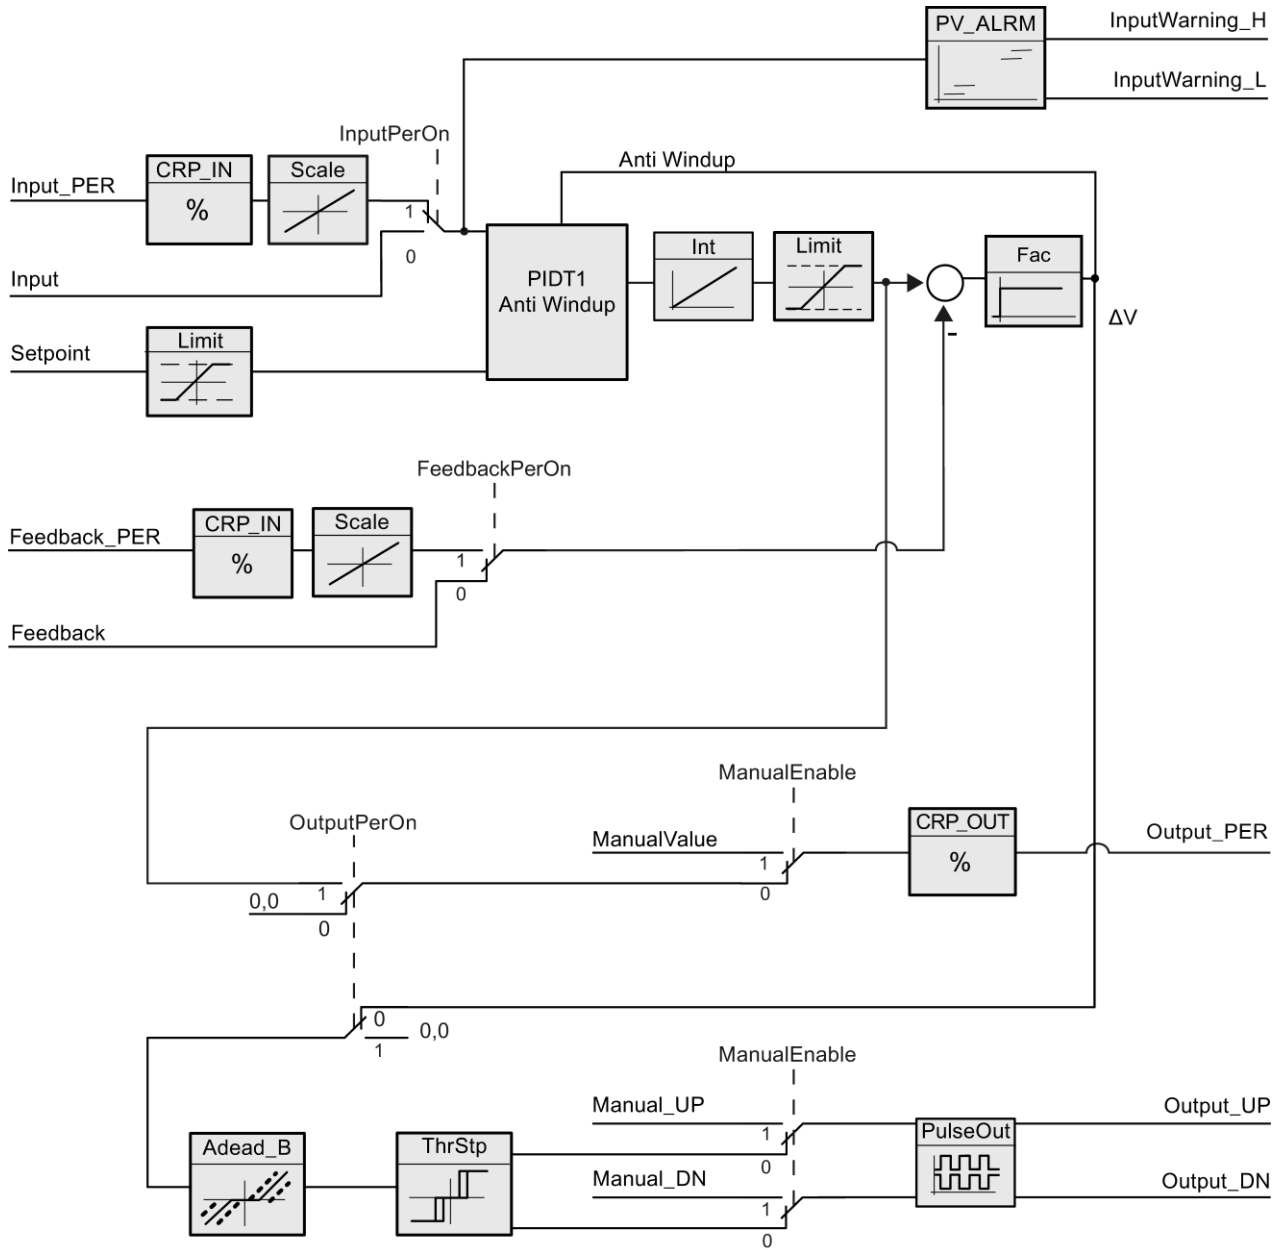 PV_ALRM
InputWarning_H
InputWarning_L
InputPerOn
Anti Windup
Input_PER
CRP_IN
%
Scale
1
0
Input
PIDT1
Anti Windup
Int
Limit
Fac
ΔV
-
Setpoint
Limit
FeedbackPerOn
Feedback_PER
CRP_IN
%
Scale
1
0
Feedback
ManualEnable
OutputPerOn
ManualValue
1
0
CRP_OUT
%
Output_PER
1
0,0
0
0
0,0
1
ManualEnable
Manual_UP
1
0
Output_UP
PulseOut
Adead_B
ThrStp
Manual_DN
1
0
Output_DN